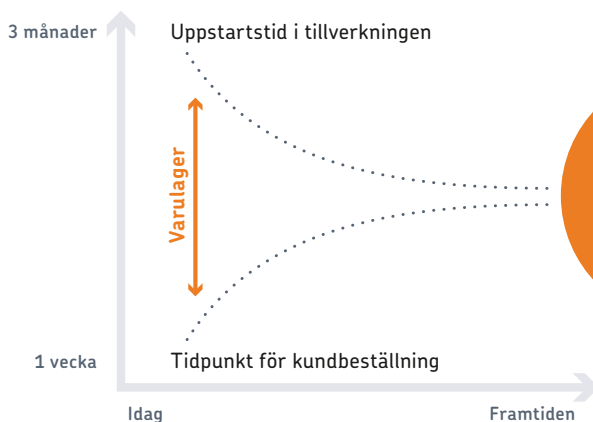 3 månader
Uppstartstid i tillverkningen
Varulager
1 vecka
Tidpunkt för kundbeställning
Idag
Framtiden